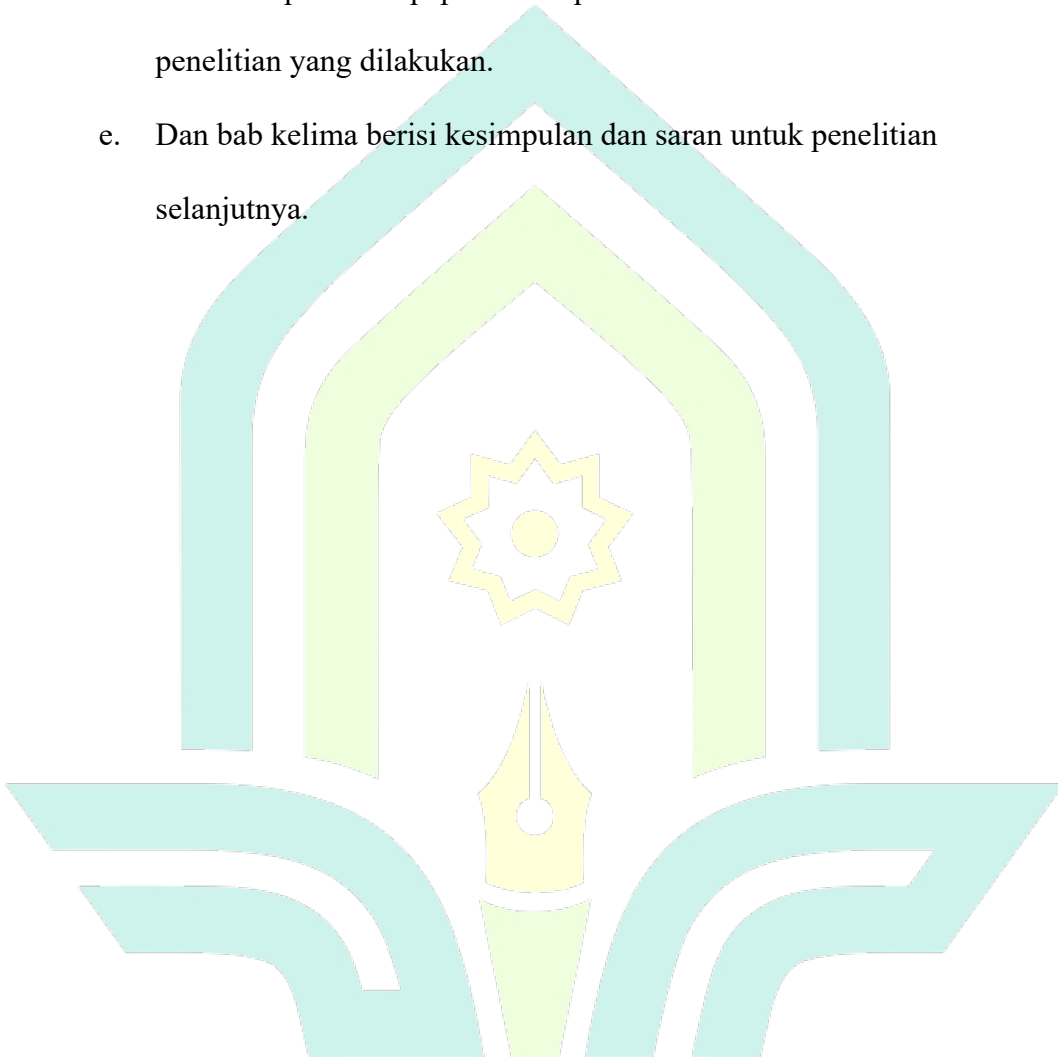 penelitian yang dilakukan.
e. Dan bab kelima berisi kesimpulan dan saran untuk penelitian
selanjutnya.